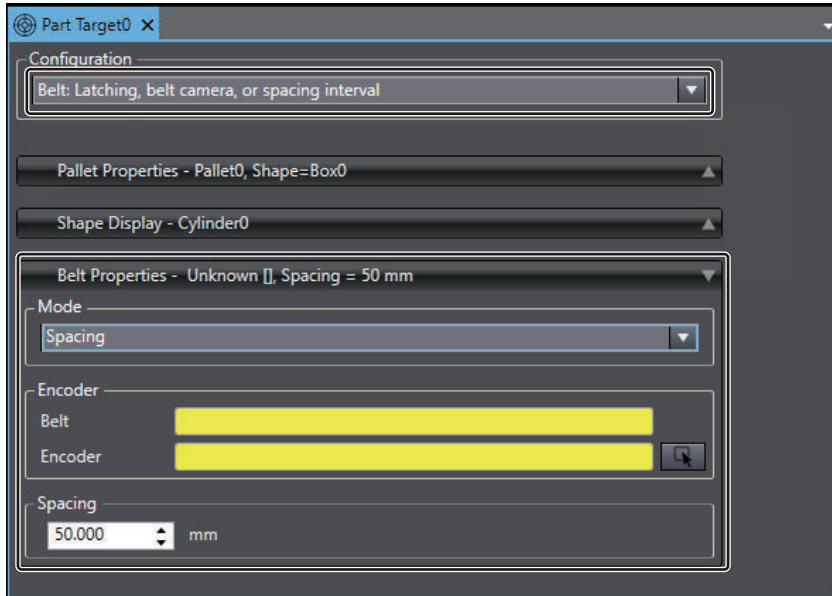 Part Target0
Configuration
Belt: Latching, belt camera, or spacing interval
Pallet Properties - Pallet0, Shape=Box0
Shape Display - Cylinder0
Belt Properties - Unknown [], Spacing = 50 mm
Mode
Spacing
Encoder
Belt
Encoder
Spacing
50.000 mm